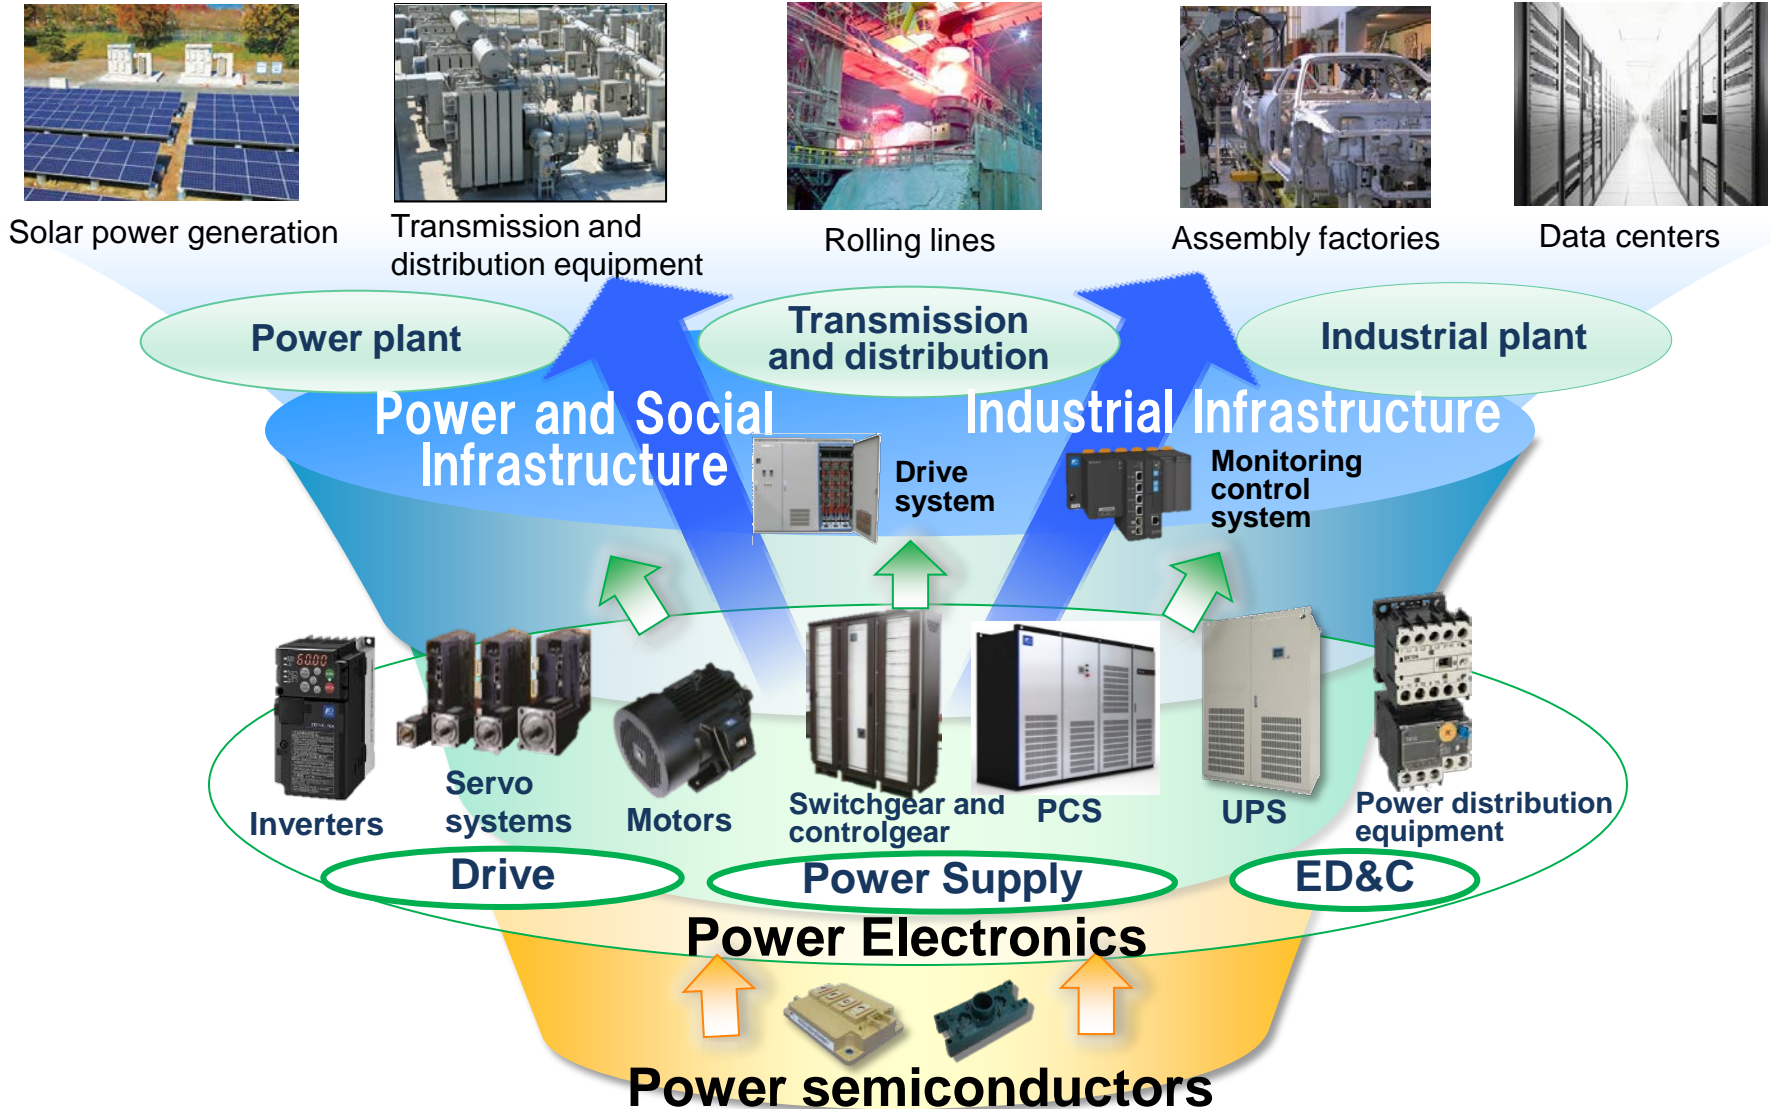 Solar power generation
Transmission and
distribution equipment
Rolling lines
Assembly factories
Data centers
Power plant
Transmission
and distribution
Industrial plant
Power and Social
Infrastructure
Industrial Infrastructure
Drive
system
Monitoring
control
system
60.00
Inverters
Servo
systems
Motors
Switchgear and
controlgear
PCS
UPS
Power distribution
equipment
Drive
Power Supply
ED&C
Power Electronics
Power semiconductors